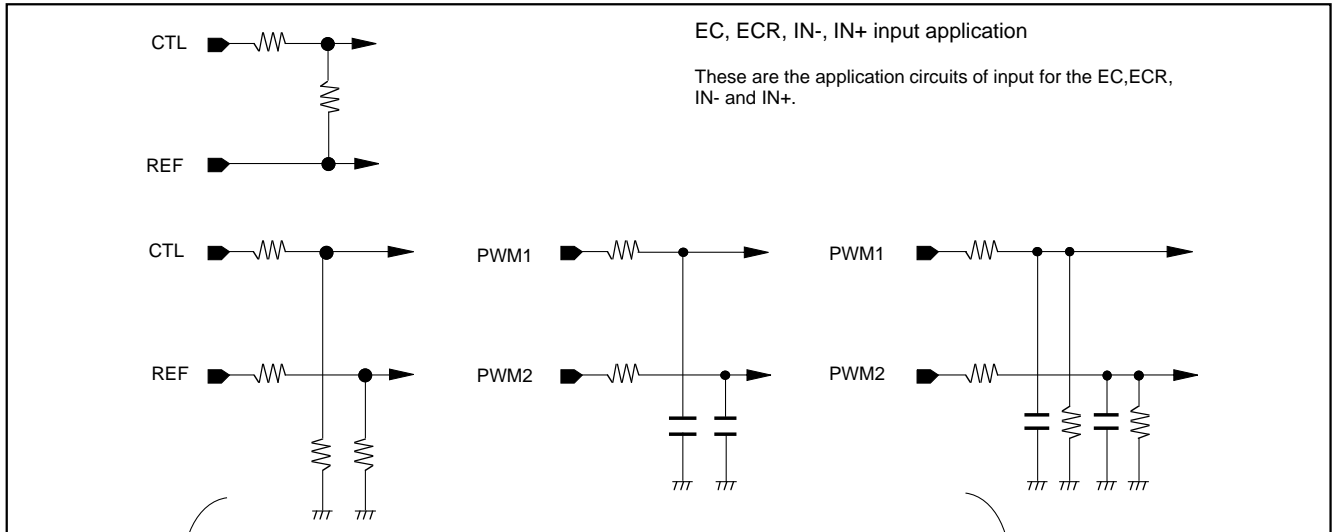 CTL
EC, ECR, IN-, IN+ input application
These are the application circuits of input for the EC,ECR,
IN- and IN+.
REF
CTL
PWM1
PWM1
REF
PWM2
PWM2